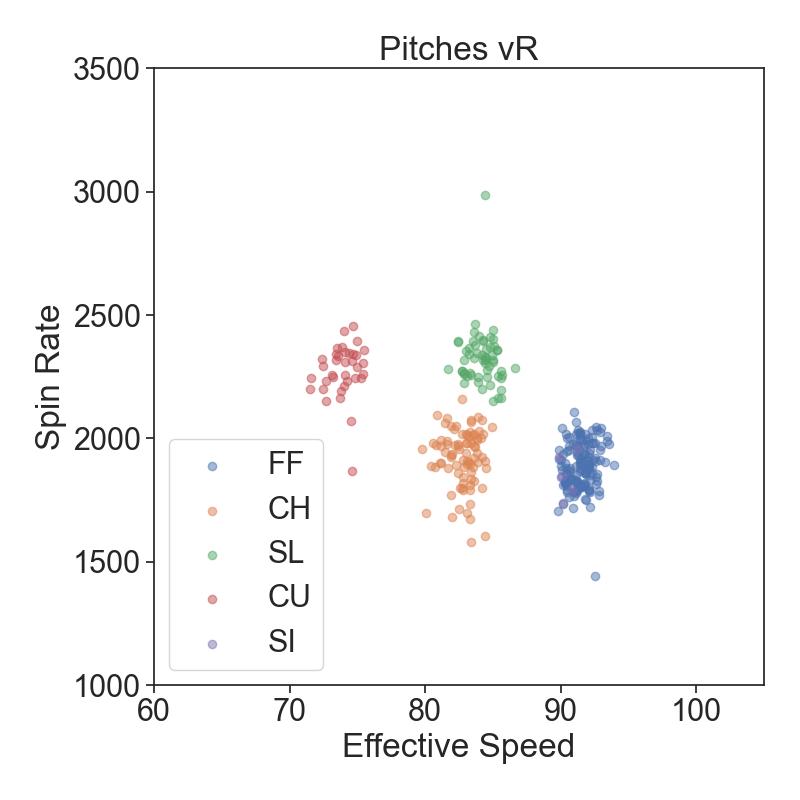 Pitches vR
3500
3000
2500
2000
1500
1000
Spin Rate
FF
CH
SL
CU
SI
60 70 80 90 100
Effective Speed